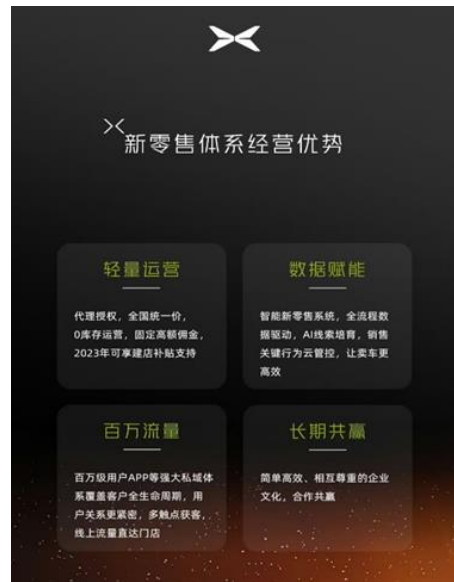 新零售体系经营优势
轻量运营
代理授权，全国统一价，
0库存运营，固定高额佣金，
2023年可享建店补贴支持
数据赋能
智能新零售系统，全流程数
据驱动，AI线索培育，销售
关键行为云管控，让卖车更
高效
百万流量
百万级用户APP等强大私域体
系覆盖客户全生命周期，用
户关系更紧密，多触点获客，
线上流量直达门店
长期共赢
简单高效、相互尊重的企业
文化，合作共赢